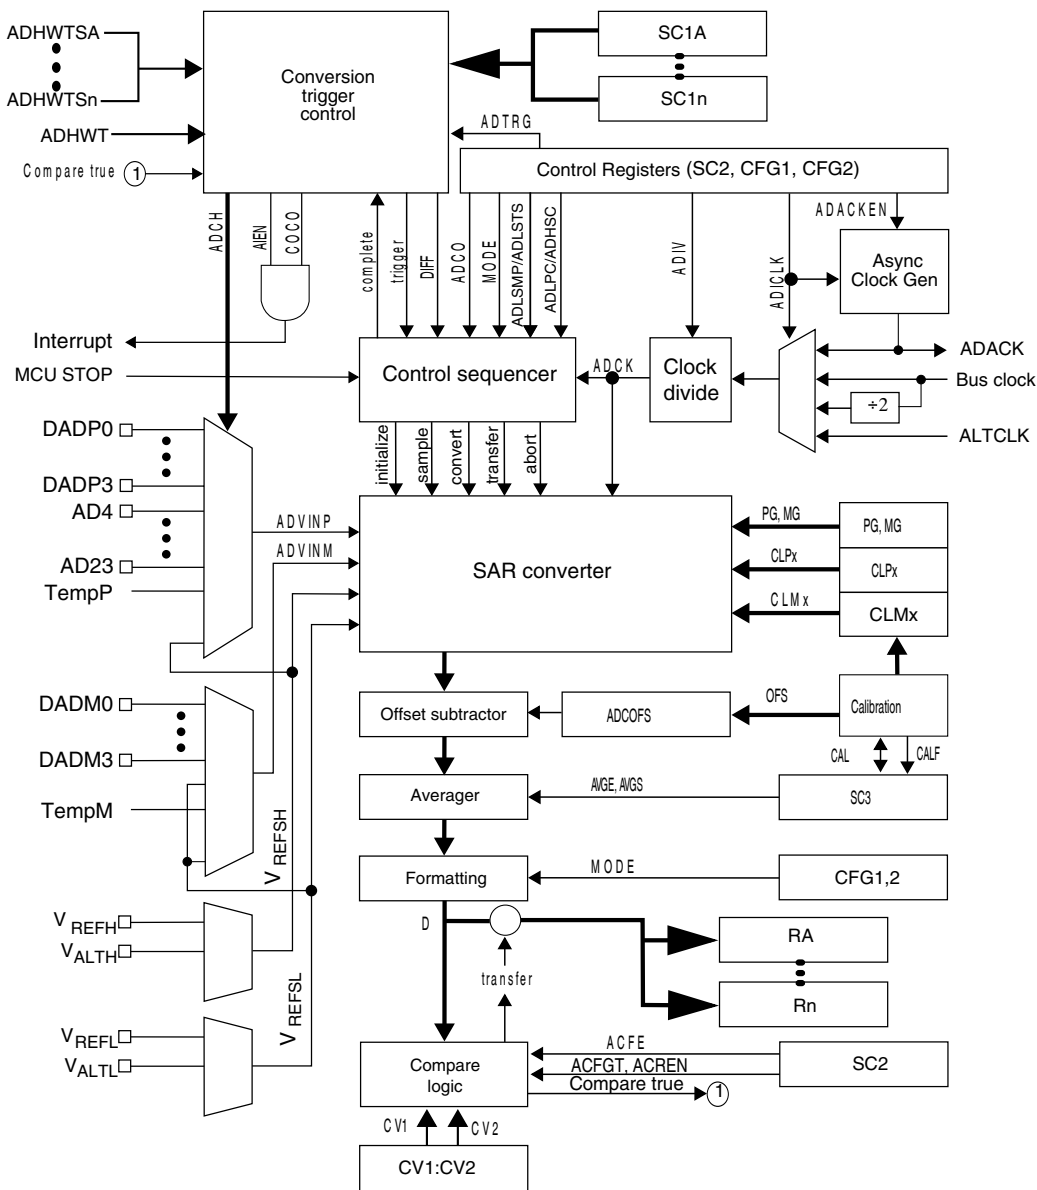 ADHWTSA
ADHWTSn
ADHWT
Compare true 1
Conversion
trigger
control
SC1A
SC1n
ADTRG
Control Registers (SC2, CFG1, CFG2)
ADCH
AIEN
COCO
complete
trigger
DIFF
ADCO
MODE
ADLSMP/ADLSTS
ADLPC/ADHSC
ADIV
ADICLK
ADACKEN
Async
Clock Gen
Interrupt
MCU STOP
Control sequencer
ADCK
Clock
divide
ADACK
Bus clock
÷2
ALTCLK
DADP0
DADP3
AD4
AD23
TempP
initialize
sample
convert
transfer
abort
ADVINP
ADVINM
SAR converter
PG, MG
PG, MG
CLPx
CLPx
CLMx
CLMx
DADM0
DADM3
TempM
Offset subtractor
ADCOFS
OFS
Calibration
CAL
CALF
Averager
AVGE, AVGS
SC3
VREFSH
Formatting
MODE
CFG1,2
VREFH
VALTH
D
transfer
RA
Rn
VREFSL
VREFL
VALTL
Compare
logic
ACFE
ACFGT, ACREN
Compare true
1
SC2
CV1
CV2
CV1:CV2